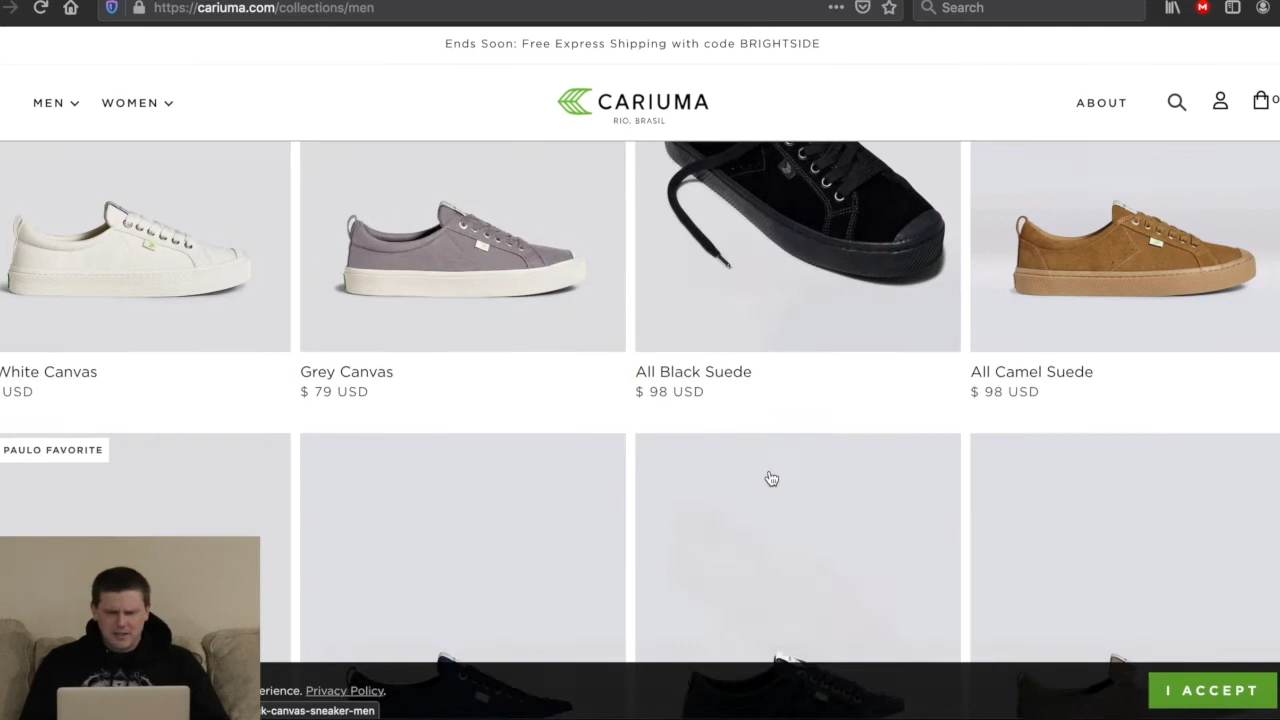 https://cariuma.com/collections/men
Search
Ends Soon: Free Express Shipping with code BRIGHTSIDE
MEN
WOMEN
CARIUMA
RIO, BRASIL
ABOUT
0
White Canvas
USD
Grey Canvas
$ 79 USD
All Black Suede
$ 98 USD
All Camel Suede
$ 98 USD
PAULO FAVORITE
erience. Privacy Policy.
I ACCEPT
k-canvas-sneaker-men